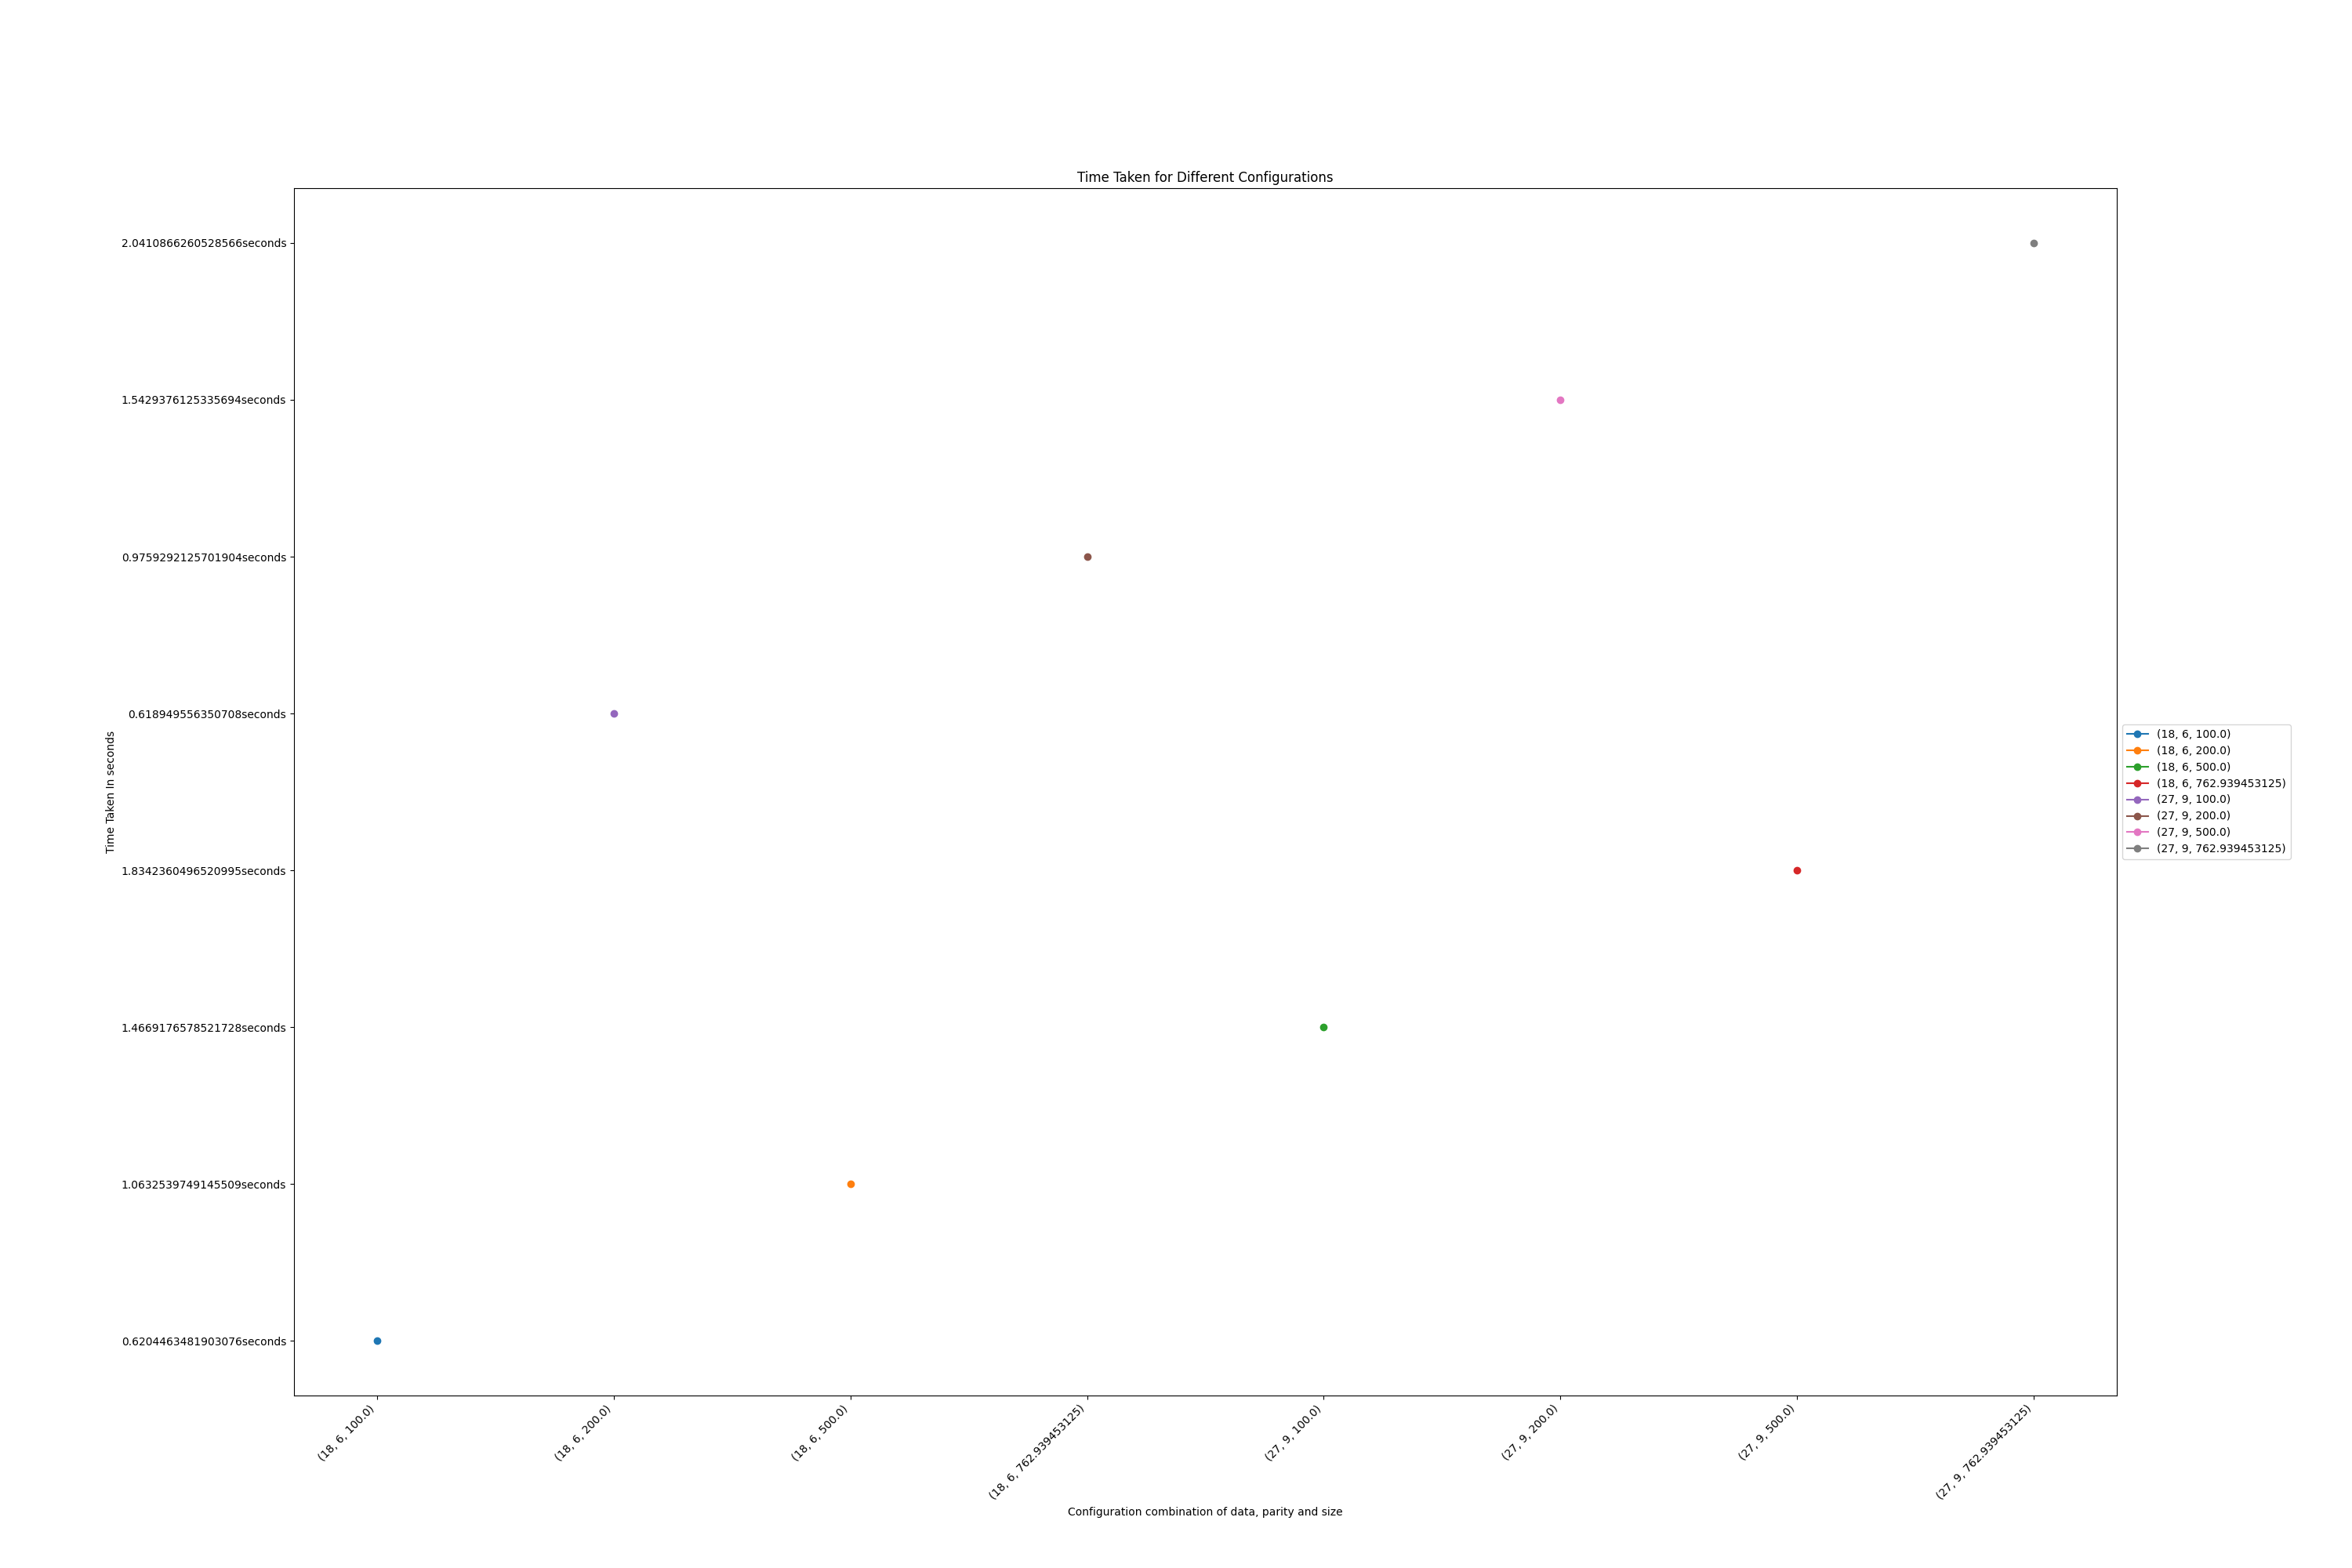 Time Taken for Different Configurations
2.0410866260528566seconds
1.5429376125335694seconds
0.9759292125701904seconds
0.618949556350708seconds
1.8342360496520995seconds
1.4669176578521728seconds
1.0632539749145509seconds
0.6204463481903076seconds
Time Taken In seconds
(18, 6, 100.0)
(18, 6, 200.0)
(18, 6, 500.0)
(18, 6, 762.939453125)
(27, 9, 100.0)
(27, 9, 200.0)
(27, 9, 500.0)
(27, 9, 762.939453125)
Configuration combination of data, parity and size
(18, 6, 100.0)
(18, 6, 200.0)
(18, 6, 500.0)
(18, 6, 762.939453125)
(27, 9, 100.0)
(27, 9, 200.0)
(27, 9, 500.0)
(27, 9, 762.939453125)